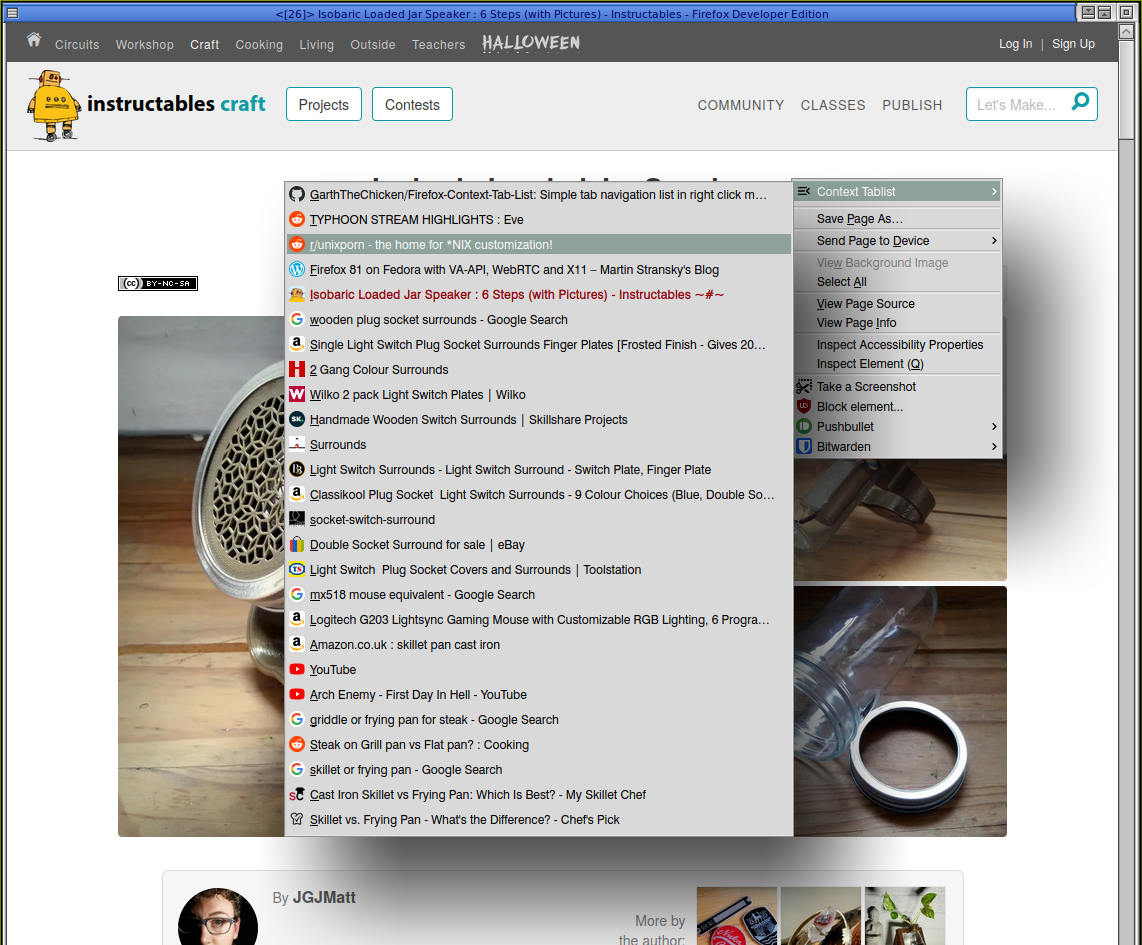 <[26]> Isobaric Loaded Jar Speaker : 6 Steps (with Pictures) - Instructables - Firefox Developer Edition
Circuits Workshop Craft Cooking Living Outside Teachers HALLOWEEN Log In | Sign Up
instructables craft Projects Contests COMMUNITY CLASSES PUBLISH Let's Make...
GarthTheChicken/Firefox-Context-Tab-List: Simple tab navigation list in right click m…
TYPHOON STREAM HIGHLIGHTS : Eve
r/unixporn - the home for *NIX customization!
Firefox 81 on Fedora with VA-API, WebRTC and X11 – Martin Stransky's Blog
Isobaric Loaded Jar Speaker : 6 Steps (with Pictures) - Instructables ~#~
wooden plug socket surrounds - Google Search
Single Light Switch Plug Socket Surrounds Finger Plates [Frosted Finish - Gives 20…
2 Gang Colour Surrounds
Wilko 2 pack Light Switch Plates | Wilko
Handmade Wooden Switch Surrounds | Skillshare Projects
Surrounds
Light Switch Surrounds - Light Switch Surround - Switch Plate, Finger Plate
Classikool Plug Socket Light Switch Surrounds - 9 Colour Choices (Blue, Double So…
socket-switch-surround
Double Socket Surround for sale | eBay
Light Switch Plug Socket Covers and Surrounds | Toolstation
mx518 mouse equivalent - Google Search
Logitech G203 Lightsync Gaming Mouse with Customizable RGB Lighting, 6 Progra…
Amazon.co.uk : skillet pan cast iron
YouTube
Arch Enemy - First Day In Hell - YouTube
griddle or frying pan for steak - Google Search
Steak on Grill pan vs Flat pan? : Cooking
skillet or frying pan - Google Search
Cast Iron Skillet vs Frying Pan: Which Is Best? - My Skillet Chef
Skillet vs. Frying Pan - What's the Difference? - Chef's Pick
Context Tablist
Save Page As…
Send Page to Device
View Background Image
Select All
View Page Source
View Page Info
Inspect Accessibility Properties
Inspect Element (Q)
Take a Screenshot
Block element...
Pushbullet
Bitwarden
(cc) BY-NC-SA
By JGJMatt
More by
the author: